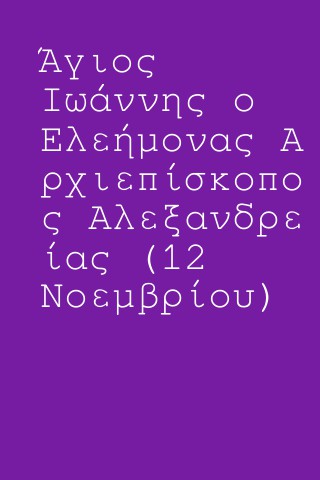 Άγιος
Ιωάννης ο
Ελεήμονας Α
ρχιεπίσκοπο
ς Αλεξανδρε
ίας (12
Νοεμβρίου)